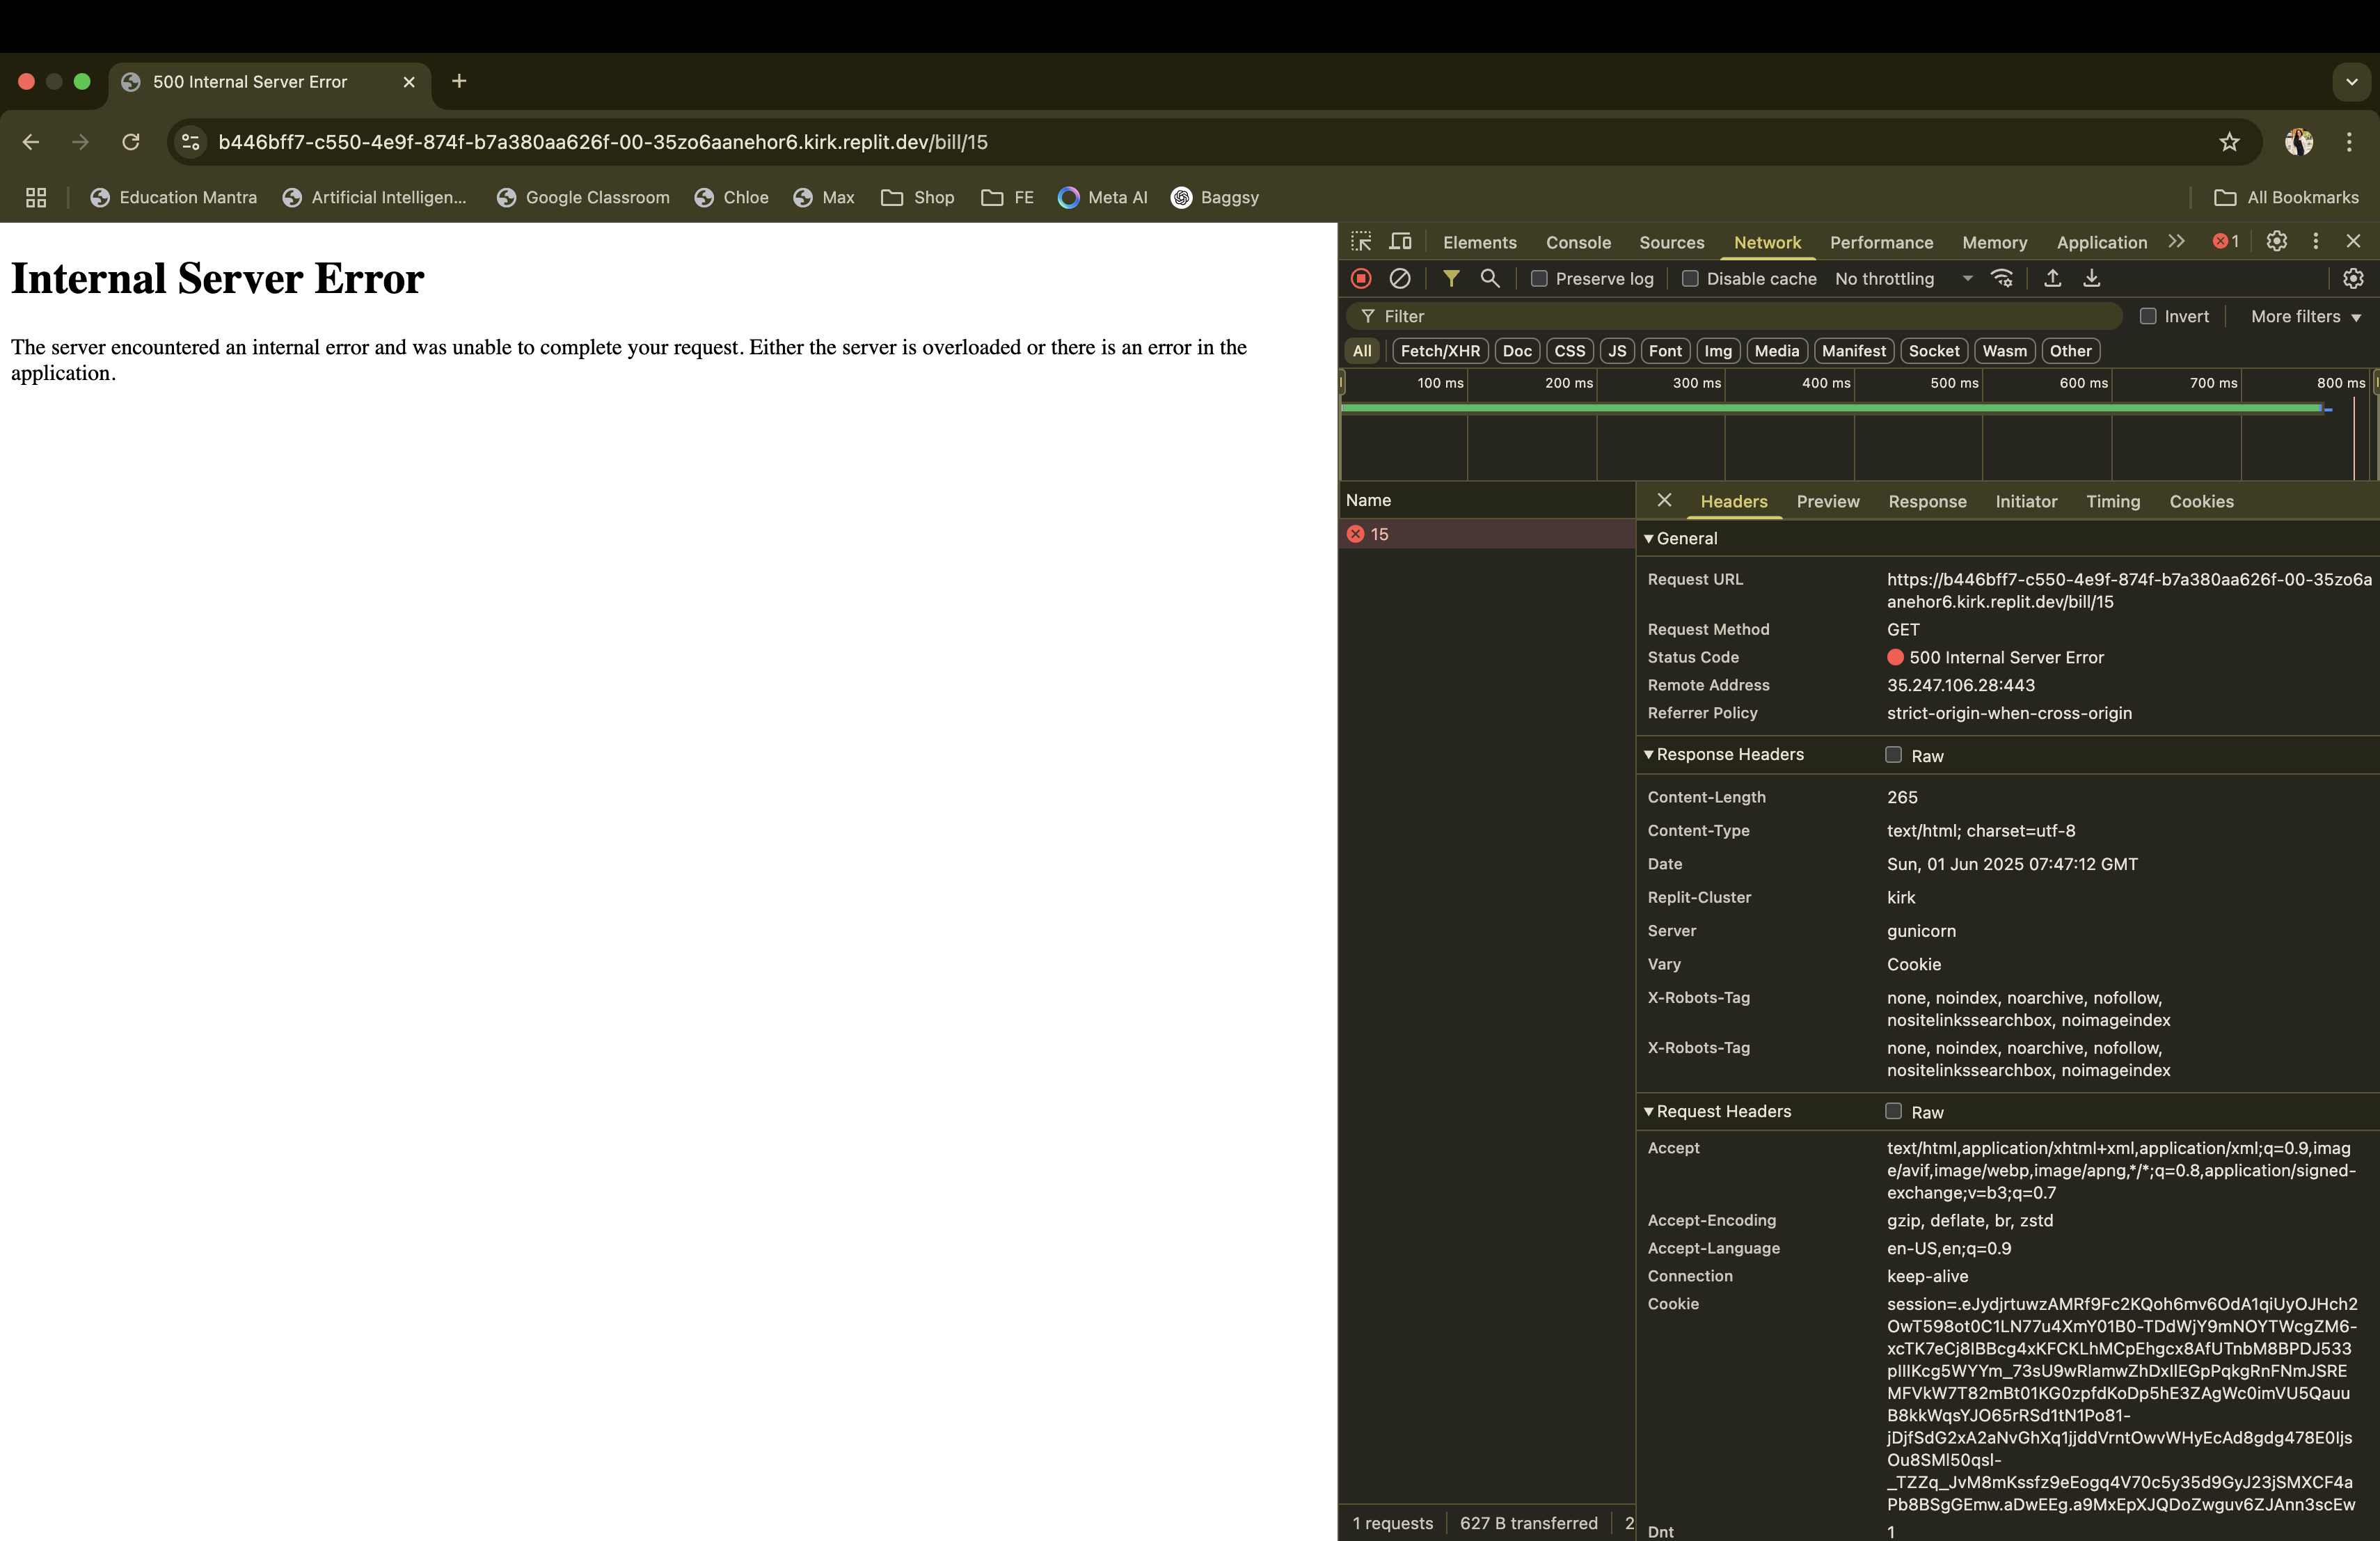 500 Internal Server Error
b446bff7-c550-4e9f-874f-b7a380aa626f-00-35zo6aanehor6.kirk.replit.dev/bill/15
Education Mantra
Artificial Intelligen...
Google Classroom
Chloe
Max
Shop
FE
Meta AI
Baggsy
All Bookmarks
Internal Server Error
The server encountered an internal error and was unable to complete your request. Either the server is overloaded or there is an error in the
application.
Elements Console Sources Network Performance Memory Application 1
Preserve log Disable cache No throttling
Filter Invert More filters
All Fetch/XHR Doc CSS JS Font Img Media Manifest Socket Wasm Other
100 ms 200 ms 300 ms 400 ms 500 ms 600 ms 700 ms 800 ms
Name
15
Headers Preview Response Initiator Timing Cookies
General
Request URL
https://b446bff7-c550-4e9f-874f-b7a380aa626f-00-35zo6a
anehor6.kirk.replit.dev/bill/15
Request Method GET
Status Code 500 Internal Server Error
Remote Address 35.247.106.28:443
Referrer Policy strict-origin-when-cross-origin
Response Headers Raw
Content-Length 265
Content-Type text/html; charset=utf-8
Date Sun, 01 Jun 2025 07:47:12 GMT
Replit-Cluster kirk
Server gunicorn
Vary Cookie
X-Robots-Tag none, noindex, noarchive, nofollow,
nositelinkssearchbox, noimageindex
X-Robots-Tag none, noindex, noarchive, nofollow,
nositelinkssearchbox, noimageindex
Request Headers Raw
Accept text/html,application/xhtml+xml,application/xml;q=0.9,imag
e/avif,image/webp,image/apng,*/*;q=0.8,application/signed-
exchange;v=b3;q=0.7
Accept-Encoding gzip, deflate, br, zstd
Accept-Language en-US,en;q=0.9
Connection keep-alive
Cookie session=.eJydjrtuwzAMRf9Fc2KQoh6mv6OdA1qiUyOJHch2
OwT598ot0C1LN77u4XmY01B0-TDdWjY9mNOYTWcgZM6-
xcTK7eCj8IBBcg4xKFCKLhMCpEhgcx8AfUTnbM8BPDJ533
pIIIKcg5WYYm_73sU9wRlamwZhDxIlEGpPqkgRnFNmJSRE
MFVkW7T82mBt01KG0zpfdKoDp5hE3ZAgWc0imVU5Qauu
B8kkWqsYJO65rRSd1tN1Po81-
jDjfSdG2xA2aNvGhXq1jjddVrntOwvWHyEcAd8gdg478E0Ijs
Ou8SMl50qsl-
_TZZq_JvM8mKssfz9eEogq4V70c5y35d9GyJ23jSMXCF4a
Pb8BSgGEmw.aDwEEg.a9MxEpXJQDoZwguv6ZJAnn3scEw
Dnt 1
1 requests 627 B transferred 2